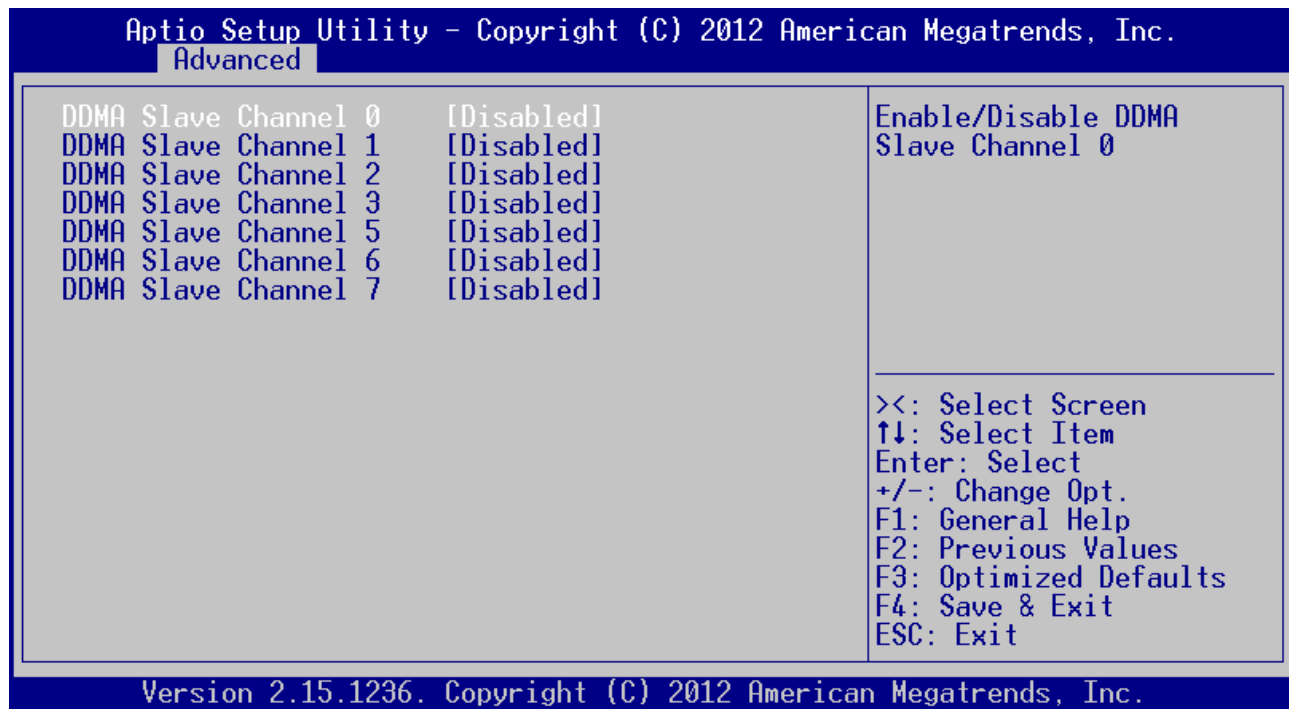 Aptio Setup Utility – Copyright (C) 2012 American Megatrends, Inc.
Advanced
DDMA Slave Channel 0 [Disabled]
DDMA Slave Channel 1 [Disabled]
DDMA Slave Channel 2 [Disabled]
DDMA Slave Channel 3 [Disabled]
DDMA Slave Channel 5 [Disabled]
DDMA Slave Channel 6 [Disabled]
DDMA Slave Channel 7 [Disabled]
Enable/Disable DDMA
Slave Channel 0
><: Select Screen
↑↓: Select Item
Enter: Select
+/-: Change Opt.
F1: General Help
F2: Previous Values
F3: Optimized Defaults
F4: Save & Exit
ESC: Exit
Version 2.15.1236. Copyright (C) 2012 American Megatrends, Inc.